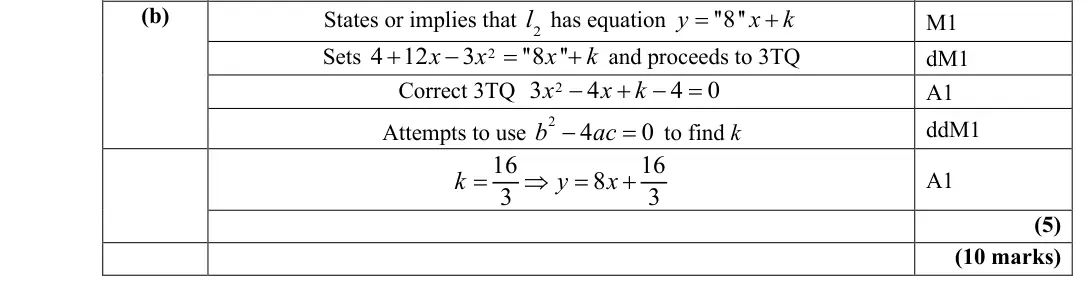 (b) States or implies that l₂ has equation y = "8"x + k M1
Sets 4 + 12x − 3x² = "8x"+ k and proceeds to 3TQ dM1
Correct 3TQ 3x² − 4x + k − 4 = 0 A1
Attempts to use b² − 4ac = 0 to find k ddM1
k = 16/3 ⇒ y = 8x + 16/3 A1
(5)
(10 marks)